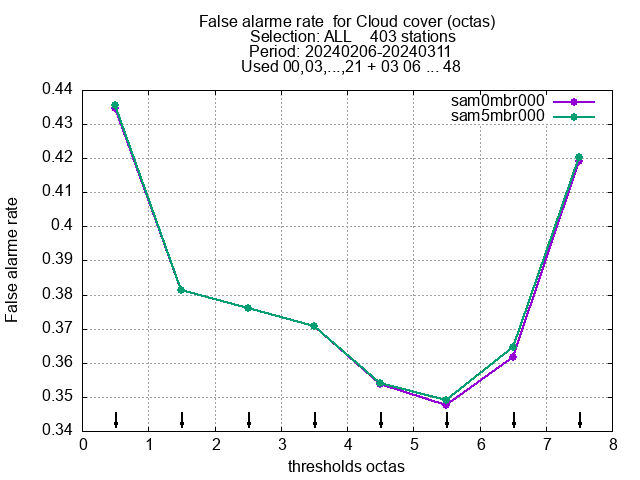 False alarme rate  for Cloud cover (octas)
Selection: ALL    403 stations
Period: 20240206-20240311
Used 00,03,...,21 + 03 06 ... 48
sam0mbr000
sam5mbr000
False alarme rate
0.44
0.43
0.42
0.41
0.4
0.39
0.38
0.37
0.36
0.35
0.34
0 1 2 3 4 5 6 7 8
thresholds octas